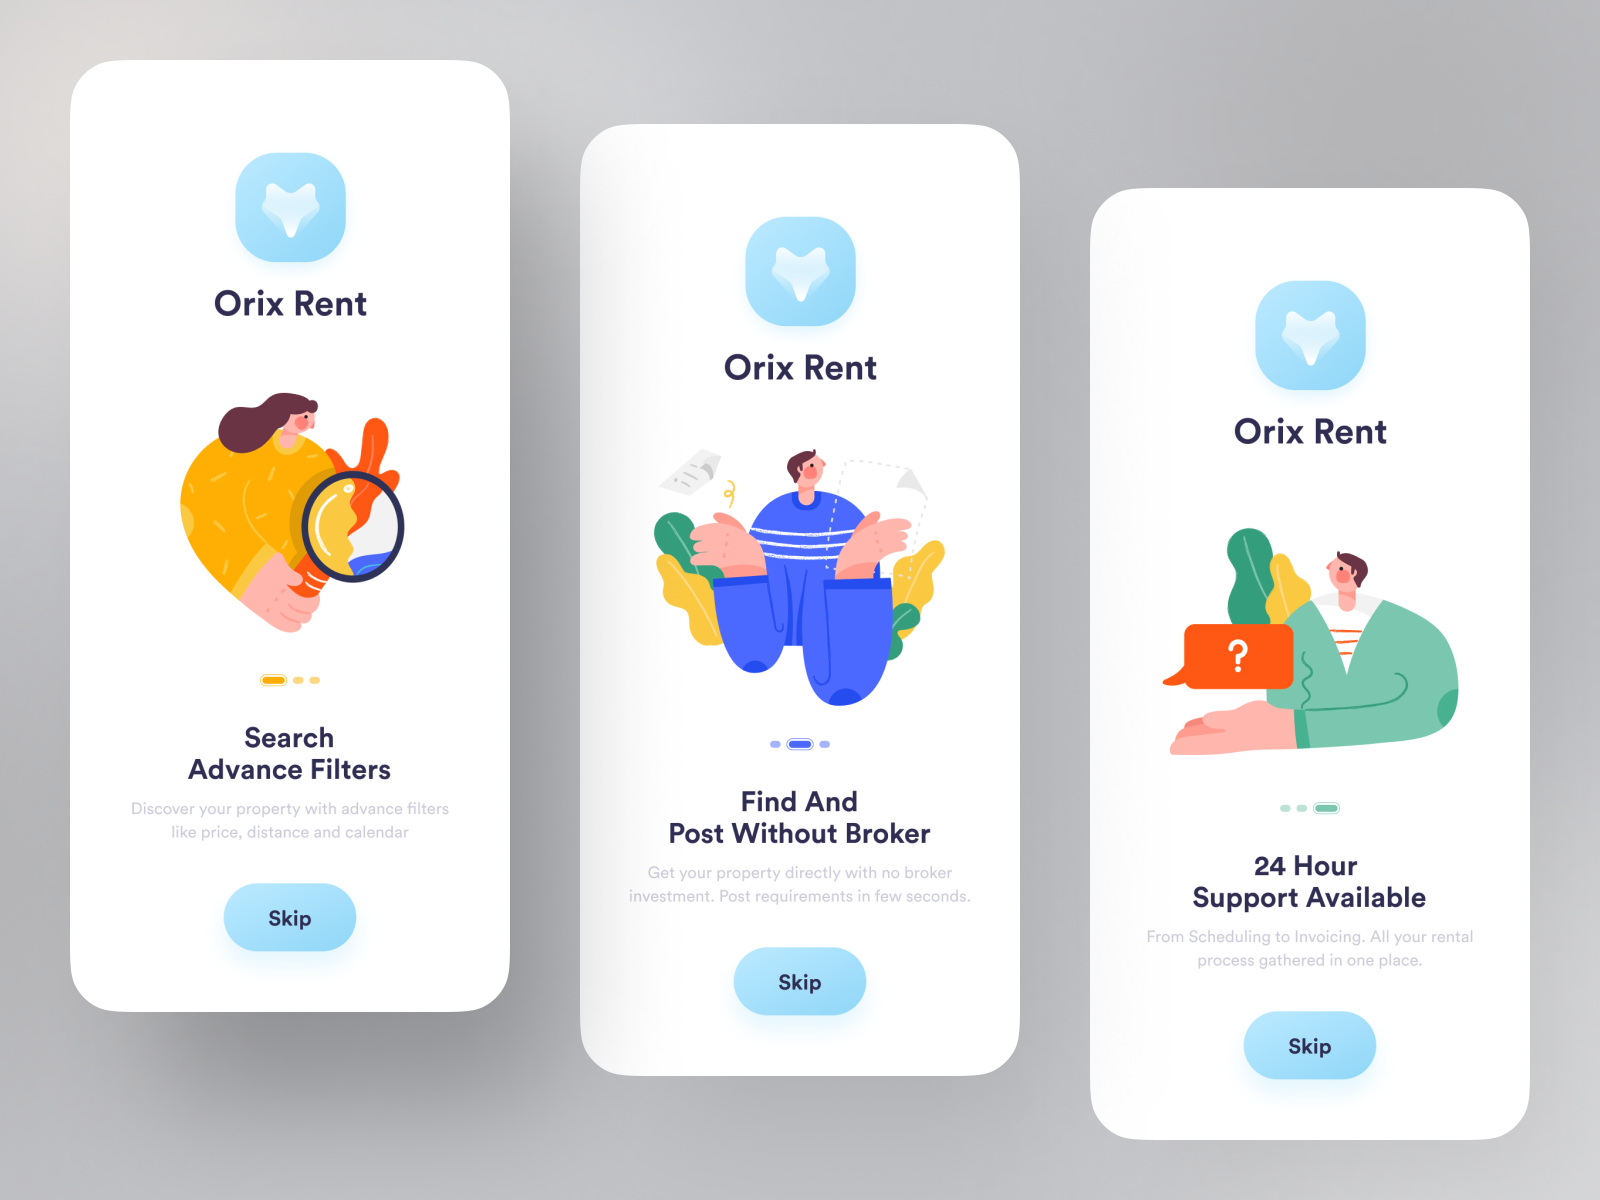 Orix Rent
Search
Advance Filters
Discover your property with advance filters
like price, distance and calendar
Skip
Orix Rent
Find And
Post Without Broker
Get your property directly with no broker
investment. Post requirements in few seconds.
Skip
Orix Rent
?
24 Hour
Support Available
From Scheduling to Invoicing. All your rental
process gathered in one place.
Skip